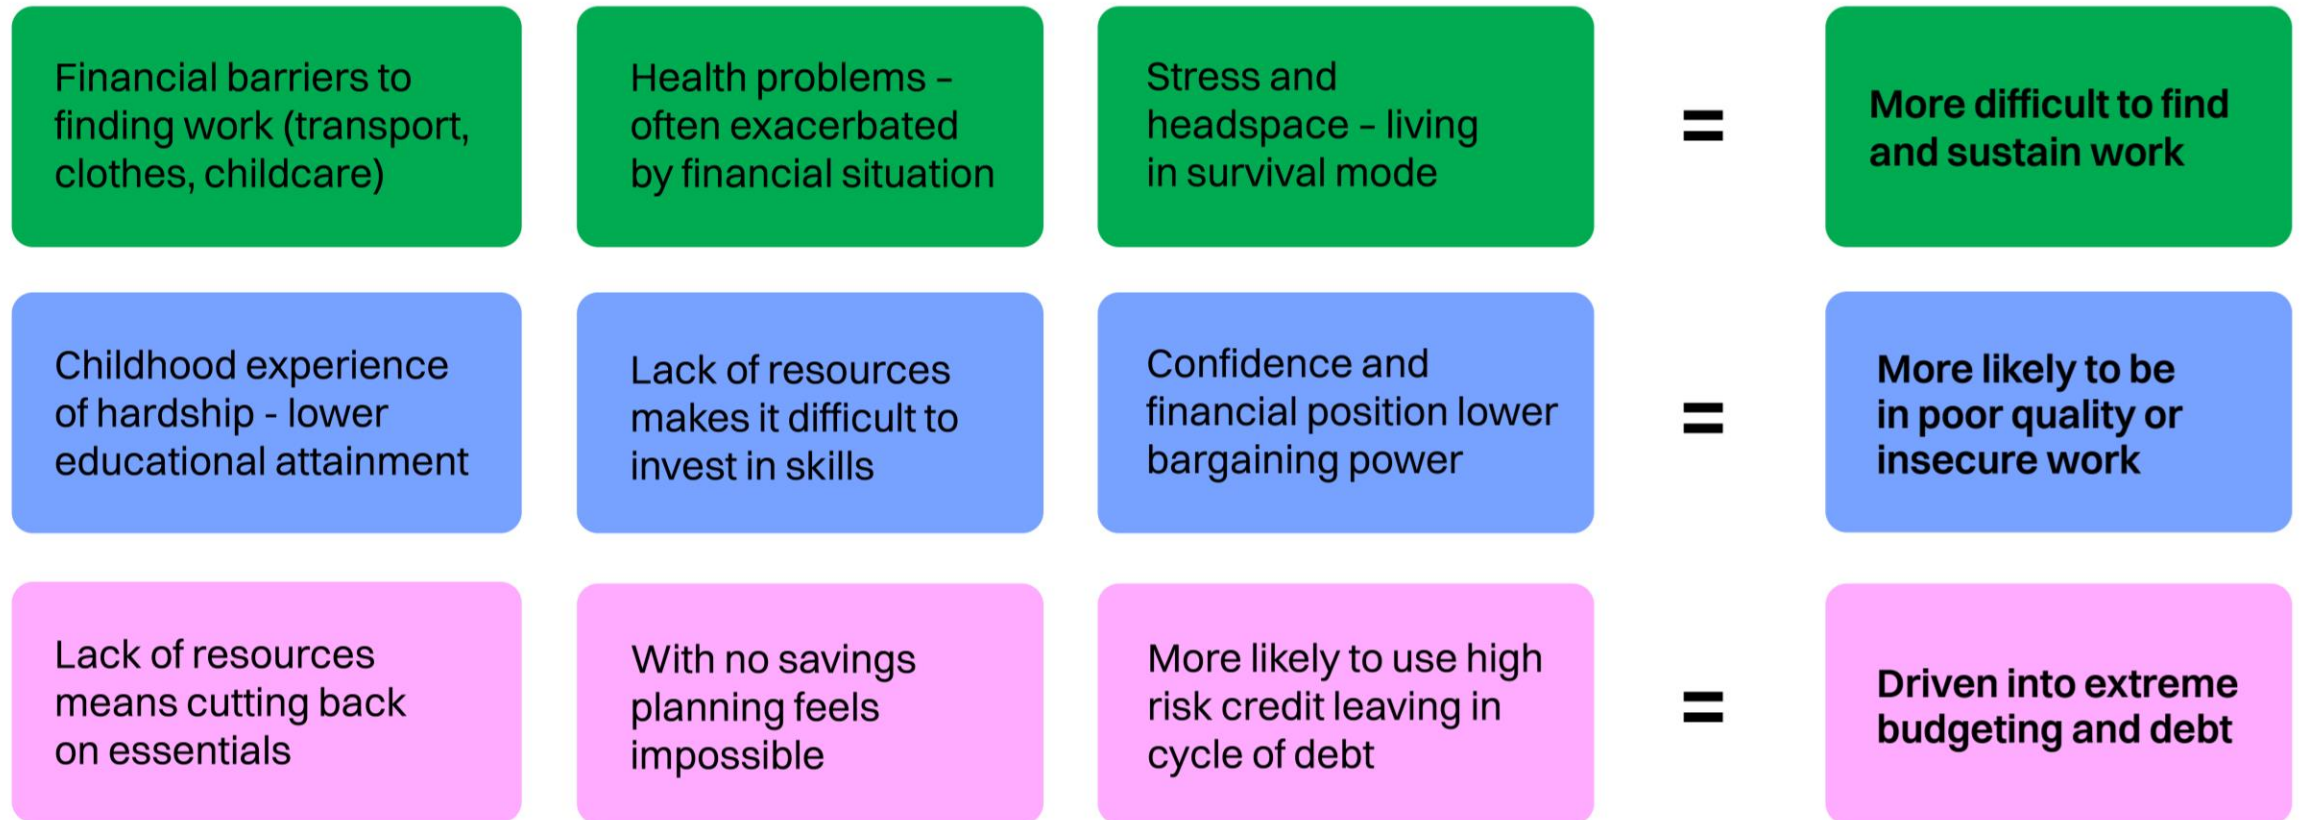 Financial barriers to
finding work (transport,
clothes, childcare)
Health problems –
often exacerbated
by financial situation
Stress and
headspace – living
in survival mode
=
More difficult to find
and sustain work
Childhood experience
of hardship - lower
educational attainment
Lack of resources
makes it difficult to
invest in skills
Confidence and
financial position lower
bargaining power
=
More likely to be
in poor quality or
insecure work
Lack of resources
means cutting back
on essentials
With no savings
planning feels
impossible
More likely to use high
risk credit leaving in
cycle of debt
=
Driven into extreme
budgeting and debt